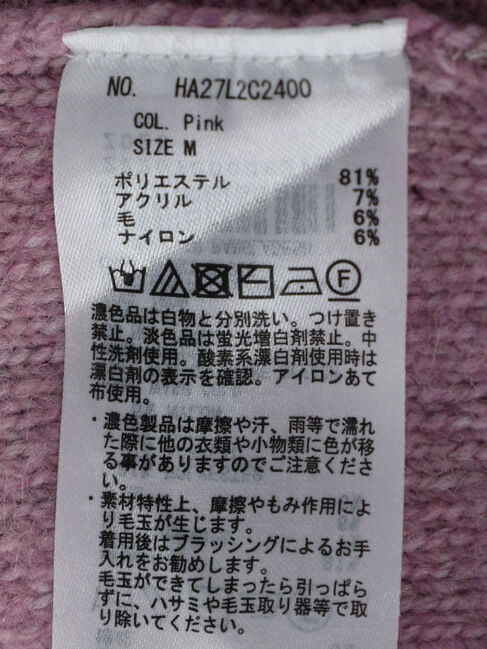 NO. HA27L2C2400
COL. Pink
SIZE M
ポリエステル 81%
アクリル 7%
毛 6%
ナイロン 6%
F
濃色品は白物と分別洗い。つけ置き
禁止。淡色品は蛍光増白剤禁止。中
性洗剤使用。酸素系漂白剤使用時は
漂白剤の表示を確認。アイロンあて
布使用。
・濃色製品は摩擦や汗、雨等で濡れ
た際に他の衣類や小物類に色が移
る事がありますのでご注意くださ
い。
・素材特性上、摩擦やもみ作用によ
り毛玉が生じます。
着用後はブラッシングによるお手
入れをお勧めします。
毛玉ができてしまったら引っぱら
ずに、ハサミや毛玉取り器等で取
り除いてください。